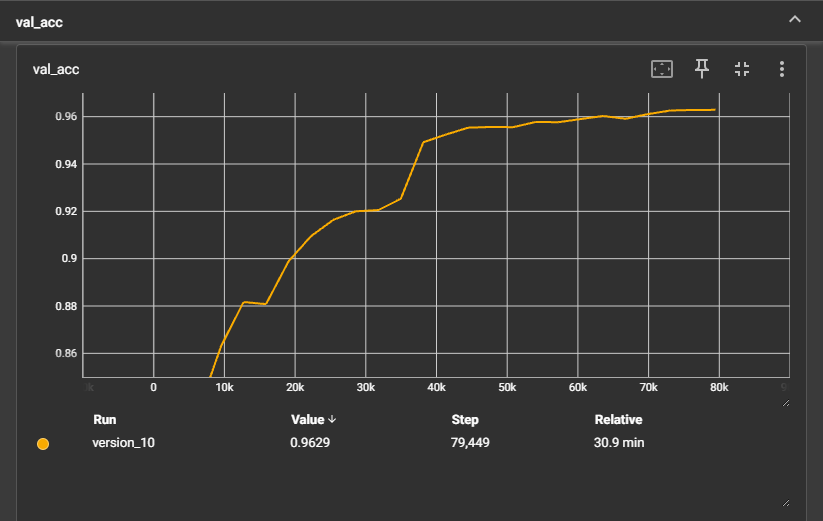 val_acc
val_acc
0.96
0.94
0.92
0.9
0.88
0.86
0 10k 20k 30k 40k 50k 60k 70k 80k
Run Value Step Relative
version_10 0.9629 79,449 30.9 min